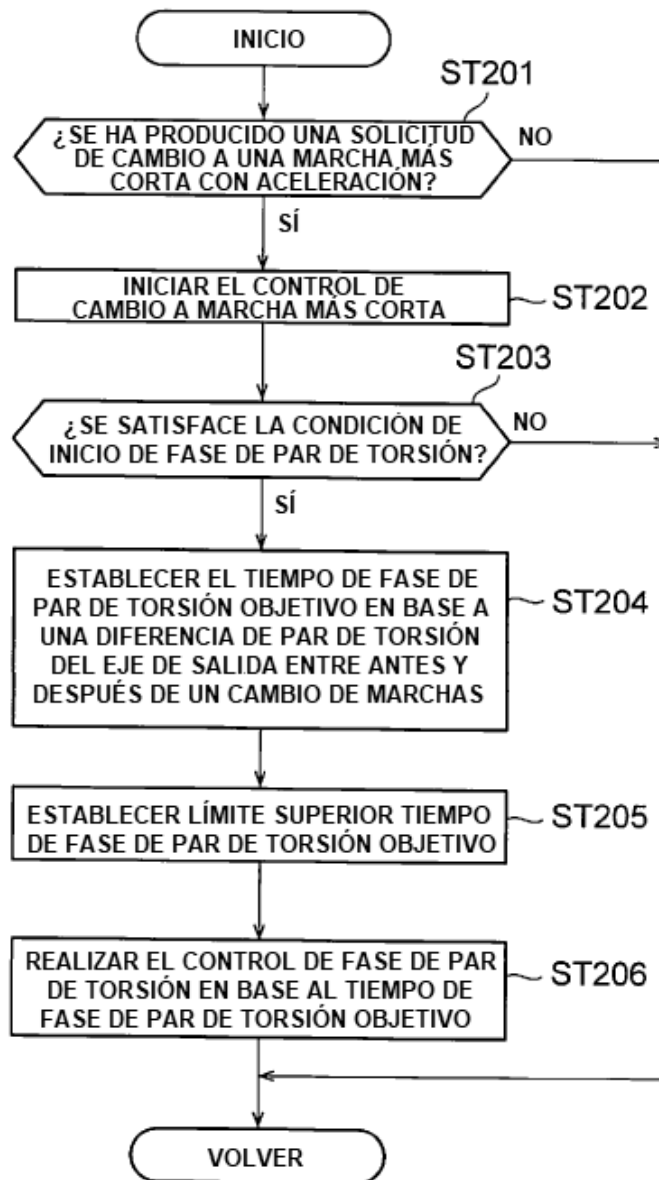 INICIO
ST201
¿SE HA PRODUCIDO UNA SOLICITUD
DE CAMBIO A UNA MARCHA MÁS
CORTA CON ACELERACIÓN?
NO
SÍ
INICIAR EL CONTROL DE
CAMBIO A MARCHA MÁS CORTA
ST202
ST203
¿SE SATISFACE LA CONDICIÓN DE
INICIO DE FASE DE PAR DE TORSIÓN?
NO
SÍ
ESTABLECER EL TIEMPO DE FASE DE
PAR DE TORSIÓN OBJETIVO EN BASE A
UNA DIFERENCIA DE PAR DE TORSIÓN
DEL EJE DE SALIDA ENTRE ANTES Y
DESPUÉS DE UN CAMBIO DE MARCHAS
ST204
ESTABLECER LÍMITE SUPERIOR TIEMPO
DE FASE DE PAR DE TORSIÓN OBJETIVO
ST205
REALIZAR EL CONTROL DE FASE DE PAR
DE TORSIÓN EN BASE AL TIEMPO DE
FASE DE PAR DE TORSIÓN OBJETIVO
ST206
VOLVER